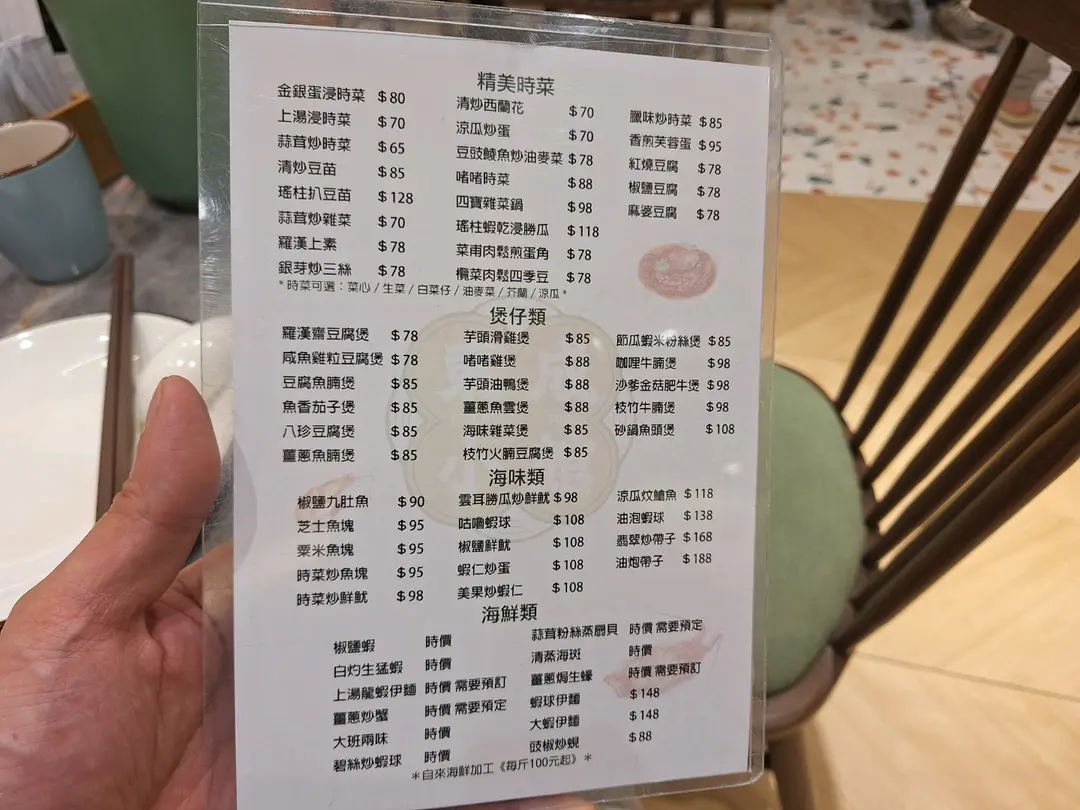 精美時菜
金銀蛋浸時菜 $80
上湯浸時菜 $70
蒜茸炒時菜 $65
清炒豆苗 $85
瑤柱扒豆苗 $128
蒜茸炒雜菜 $70
羅漢上素 $78
銀芽炒三絲 $78
清炒西蘭花 $70
涼瓜炒蛋 $70
豆豉鯪魚炒油麥菜 $78
啫啫時菜 $88
四寶雜菜鍋 $98
瑤柱蝦乾浸勝瓜 $118
菜甫肉鬆煎蛋角 $78
欖菜肉鬆四季豆 $78
臘味炒時菜 $85
香煎芙蓉蛋 $95
紅燒豆腐 $78
椒鹽豆腐 $78
麻婆豆腐 $78
*時菜可選：菜心/生菜/白菜仔/油麥菜/芥蘭/涼瓜*
煲仔類
羅漢齋豆腐煲 $78
咸魚雞粒豆腐煲 $78
豆腐魚腩煲 $85
魚香茄子煲 $85
八珍豆腐煲 $85
薑蔥魚腩煲 $85
芋頭滑雞煲 $85
啫啫雞煲 $88
芋頭油鴨煲 $88
薑蔥魚雲煲 $88
海味雜菜煲 $85
枝竹火腩豆腐煲 $85
節瓜蝦米粉絲煲 $85
咖哩牛腩煲 $98
沙爹金菇肥牛煲 $98
枝竹牛腩煲 $98
砂鍋魚頭煲 $108
海味類
椒鹽九肚魚 $90
芝士魚塊 $95
粟米魚塊 $95
時菜炒魚塊 $95
時菜炒鮮魷 $98
雲耳勝瓜炒鮮魷 $98
咕嚕蝦球 $108
椒鹽鮮魷 $108
蝦仁炒蛋 $108
美果炒蝦仁 $108
涼瓜炆鱠魚 $118
油泡蝦球 $138
翡翠炒帶子 $168
油炮帶子 $188
海鮮類
椒鹽蝦 時價
白灼生猛蝦 時價
上湯龍蝦伊麵 時價 需要預訂
薑蔥炒蟹 時價 需要預定
大班兩味 時價
碧絲炒蝦球 時價
蒜茸粉絲蒸扇貝 時價 需要預定
清蒸海斑 時價
薑蔥焗生蠔 時價 需要預訂
蝦球伊麵 $148
大蝦伊麵 $148
豉椒炒蜆 $88
*自來海鮮加工《每斤100元起》*